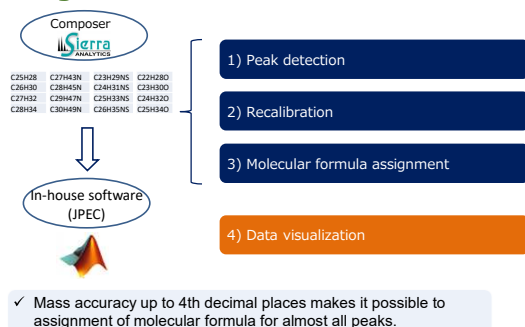 Composer
Sierra
ANALYTICS
C25H28 C27H43N C23H29NS C22H28O
C26H30 C28H45N C24H31NS C23H30O
C27H32 C29H47N C25H33NS C24H32O
C28H34 C30H49N C26H35NS C25H34O
1) Peak detection
2) Recalibration
3) Molecular formula assignment
In-house software
(JPEC)
4) Data visualization
✓ Mass accuracy up to 4th decimal places makes it possible to
assignment of molecular formula for almost all peaks.